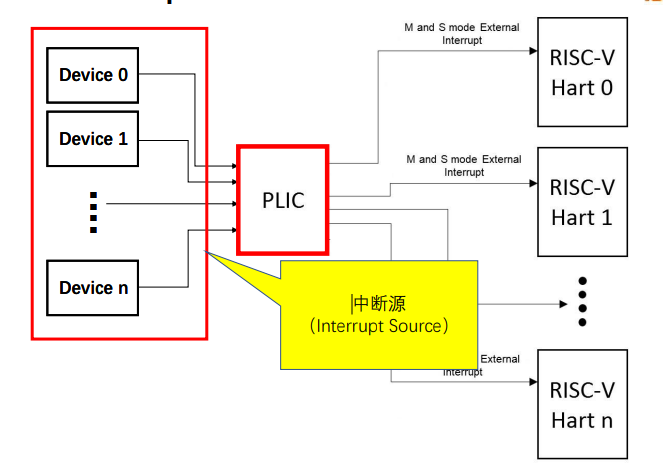 Device 0
Device 1
Device n
PLIC
中断源
（Interrupt Source）
M and S mode External
Interrupt
RISC-V
Hart 0
M and S mode External
Interrupt
RISC-V
Hart 1
External
Interrupt
RISC-V
Hart n